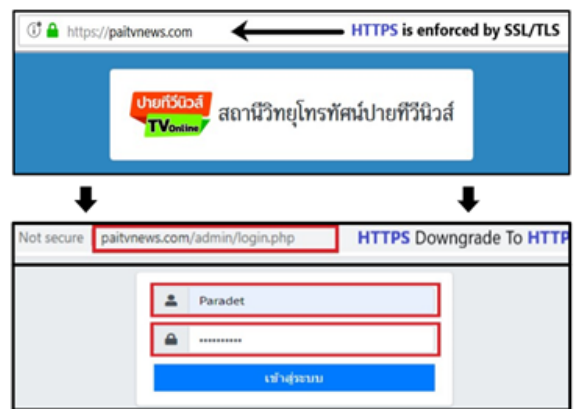 https://paitvnews.com
HTTPS is enforced by SSL/TLS
ปายทีวีนิวส์
TVOnline
สถานีวิทยุโทรทัศน์ปายทีวีนิวส์
Not secure
paitvnews.com/admin/login.php
HTTPS Downgrade To HTTP
Paradet
••••••••••
เข้าสู่ระบบ